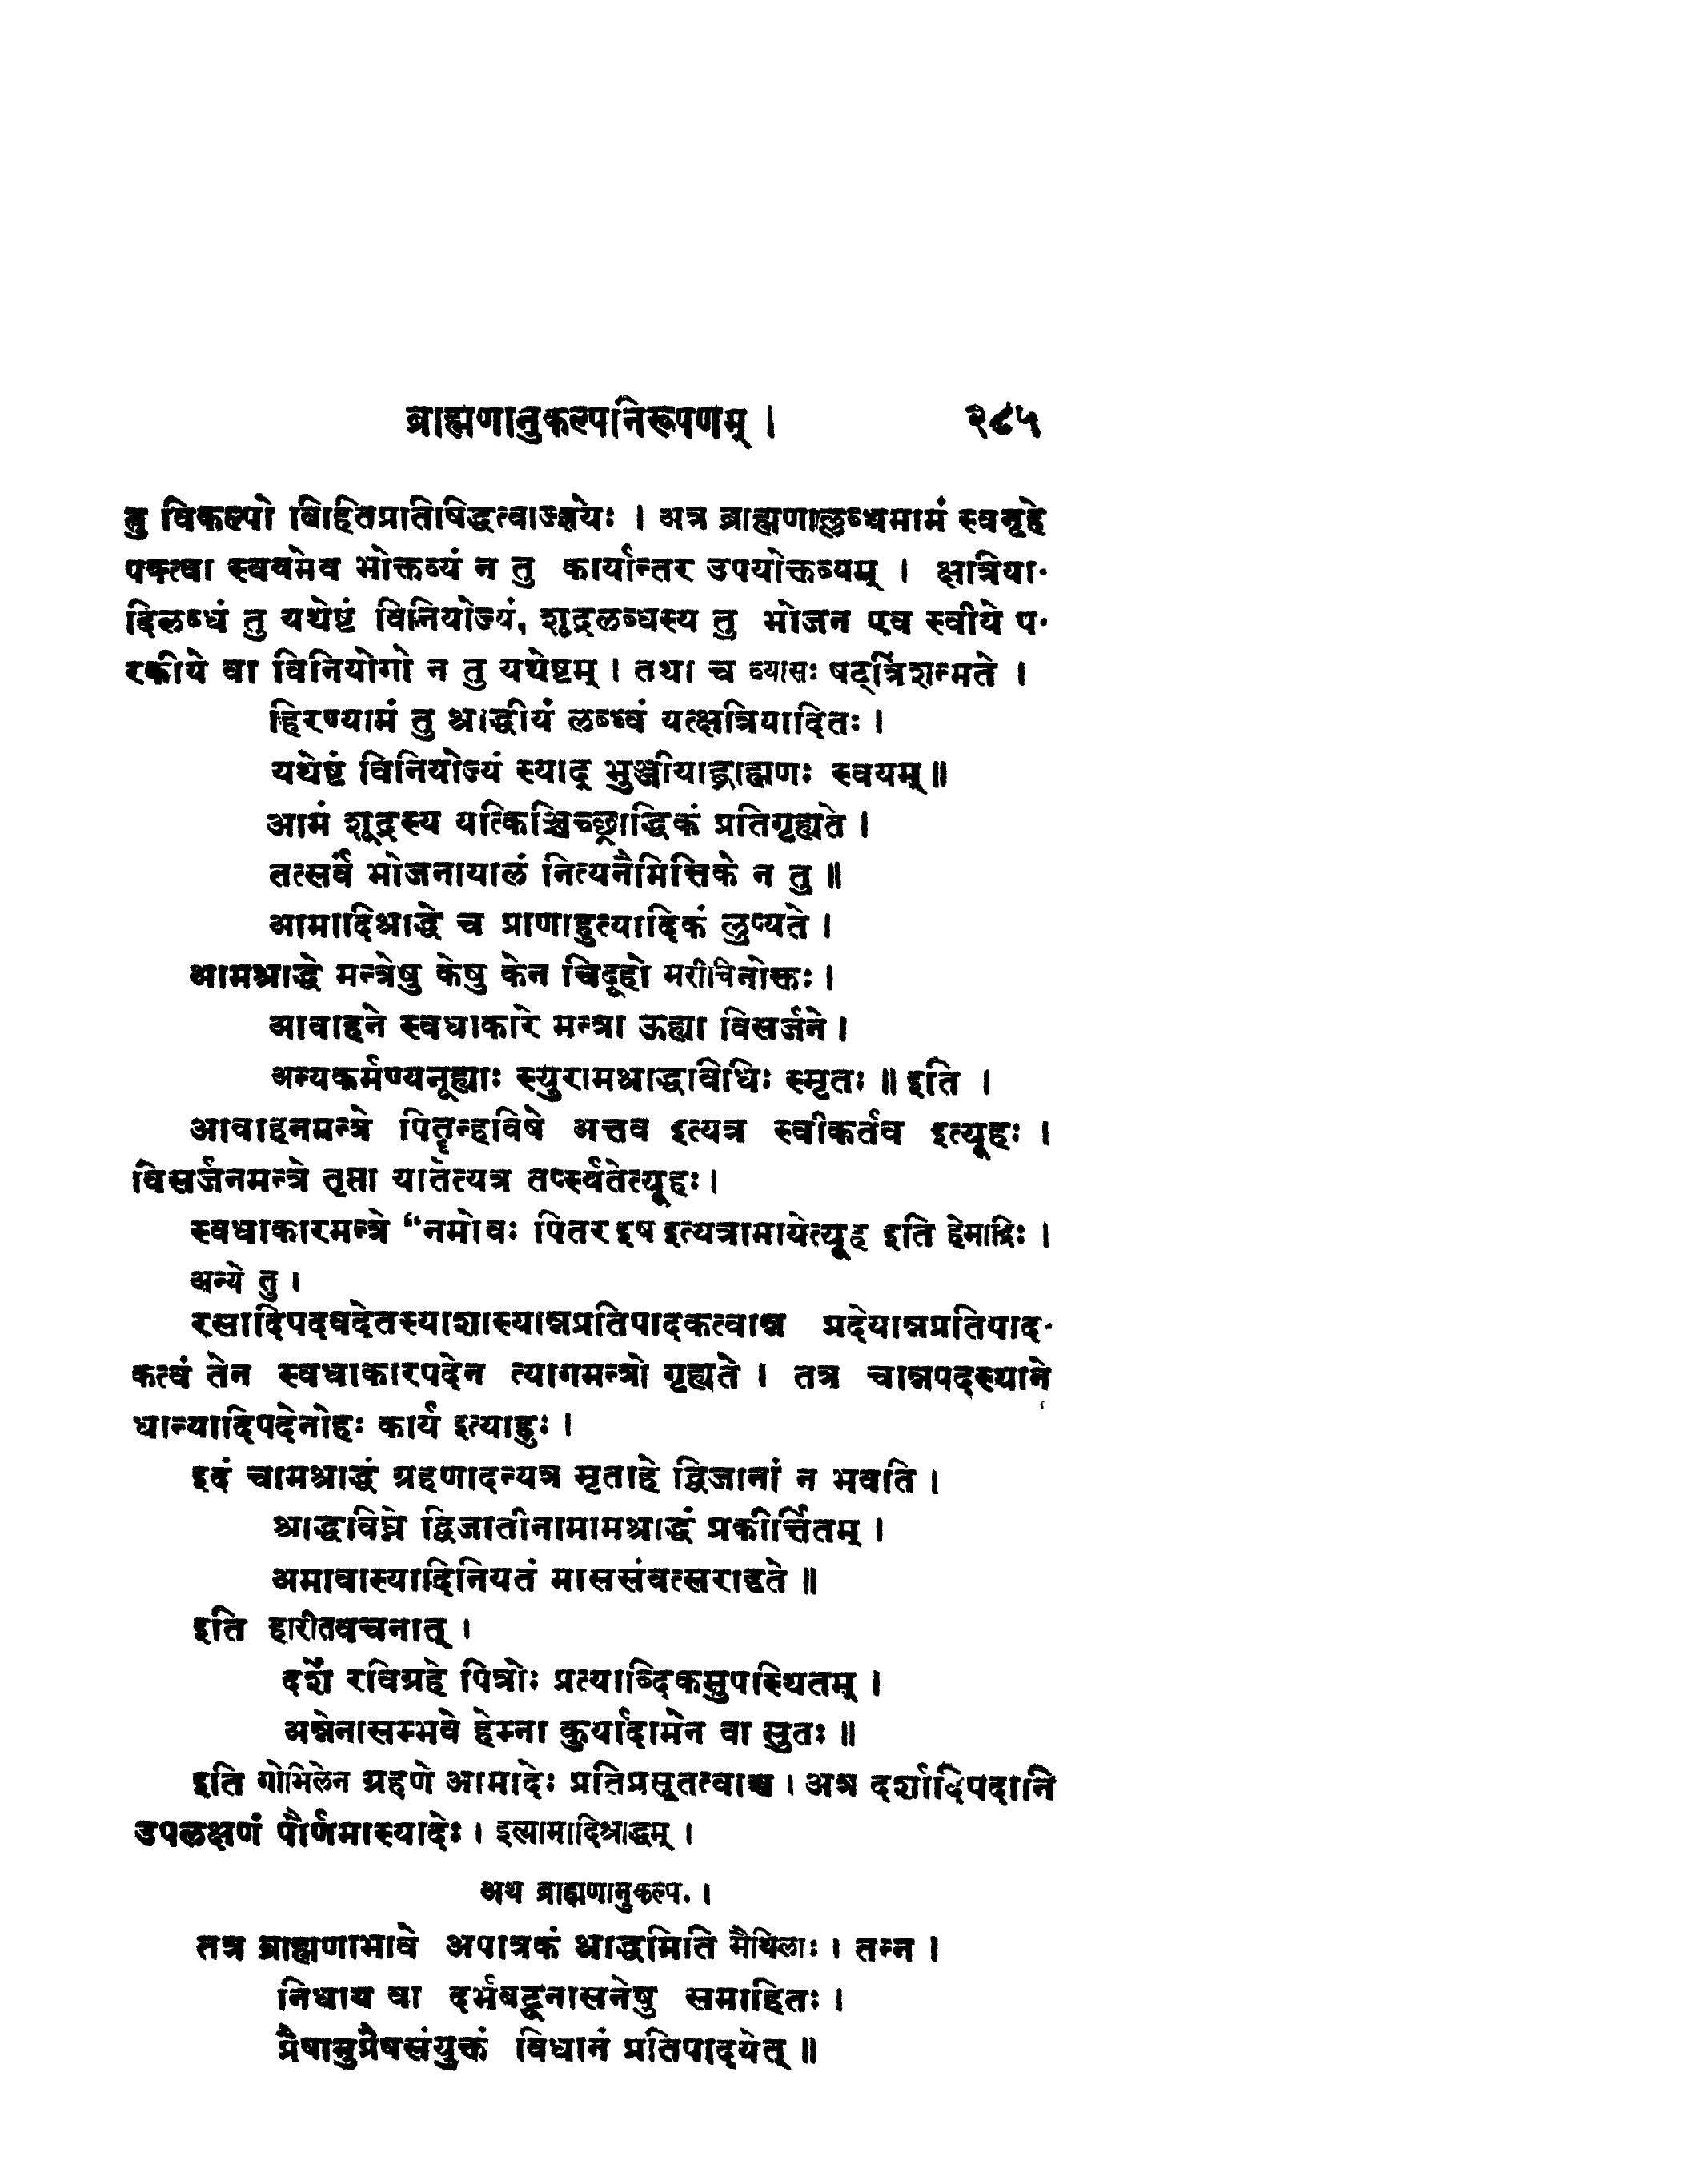 ब्राह्मणानुकल्पनिरूपणम् । २८५
तु विकल्पो विहितप्रतिषिद्धत्वाज्ज्ञेयः । अत्र ब्राह्मणाल्लब्धमामं स्वगृहे
पक्त्वा स्वयमेव भोक्तव्यं न तु कार्यान्तर उपयोक्तव्यम् । क्षत्रिया-
दिलब्धं तु यथेष्टं विनियोज्यं, शूद्रलब्धस्य तु भोजन एव स्वीये प-
रकीये वा विनियोगो न तु यथेष्टम् । तथा च व्यासः षट्त्रिंशन्मते ।
हिरण्यामं तु श्राद्धीयं लब्ध्वं यत्क्षत्रियादितः ।
यथेष्टं विनियोज्यं स्याद् भुञ्जीयाद्ब्राह्मणः स्वयम् ॥
आमं शूद्रस्य यत्किञ्चिच्छ्राद्धिकं प्रतिगृह्यते ।
तत्सर्वं भोजनायालं नित्यनैमित्तिके न तु ॥
आमादिश्राद्धे च प्राणाहुत्यादिकं लुप्यते ।
आमश्राद्धे मन्त्रेषु केषु केन चिदूहो मरीचिनोक्तः ।
आवाहने स्वधाकारे मन्त्रा ऊह्या विसर्जने ।
अन्यकर्मण्यनूह्याः स्युरामश्राद्धविधिः स्मृतः ॥ इति ।
आवाहनमन्त्रे पितॄन्हविषे अत्तव इत्यत्र स्वीकर्तव इत्यूहः ।
विसर्जनमन्त्रे तृप्ता यातेत्यत्र तर्प्स्यतेत्यूहः ।
स्वधाकारमन्त्रे “नमोवः पितर इष इत्यत्रामायेत्यूह इति हेमाद्रिः ।
अन्ये तु ।
रसादिपदवदेतस्याशास्यान्नप्रतिपादकत्वान्न प्रदेयान्नप्रतिपाद-
कत्वं तेन स्वधाकारपदेन त्यागमन्त्रो गृह्यते । तत्र चान्नपदस्थाने
धान्यादिपदेनोहः कार्य इत्याहुः ।
इदं चामश्राद्धं ग्रहणादन्यत्र मृताहे द्विजानां न भवति ।
श्राद्धविघ्ने द्विजातीनामामश्राद्धं प्रकीर्त्तितम् ।
अमावास्यादिनियतं माससंवत्सरादृते ॥
इति हारीतवचनात् ।
दर्शे रविग्रहे पित्रोः प्रत्याब्दिकमुपस्थितम् ।
अन्नेनासम्भवे हेम्ना कुर्यादामेन वा सुतः ॥
इति गोभिलेन ग्रहणे आमादेः प्रतिप्रसूतत्वाच्च । अत्र दर्शादिपदानि
उपलक्षणं पौर्णमास्यादेः । इत्यामादिश्राद्धम् ।
अथ ब्राह्मणानुकल्प. ।
तत्र ब्राह्मणाभावे अपात्रकं श्राद्धमिति मैथिलाः । तन्न ।
निधाय वा दर्भबटूनासनेषु समाहितः ।
प्रैषानुप्रैषसंयुक्तं विधानं प्रतिपादयेत् ॥